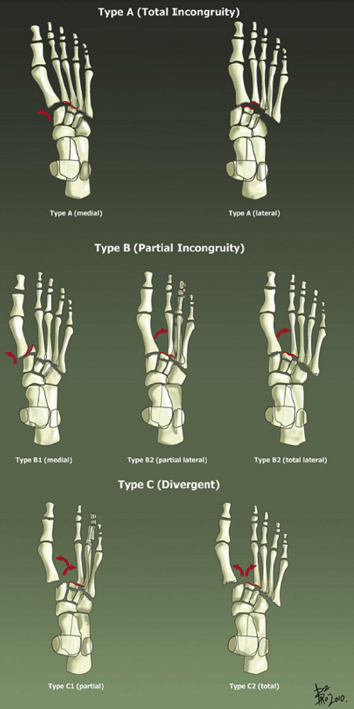 Type A (Total Incongruity)
Type A (medial) Type A (lateral)
Type B (Partial Incongruity)
Type B1 (medial) Type B2 (partial lateral) Type B2 (total lateral)
Type C (Divergent)
Type C1 (partial) Type C2 (total)
2010.